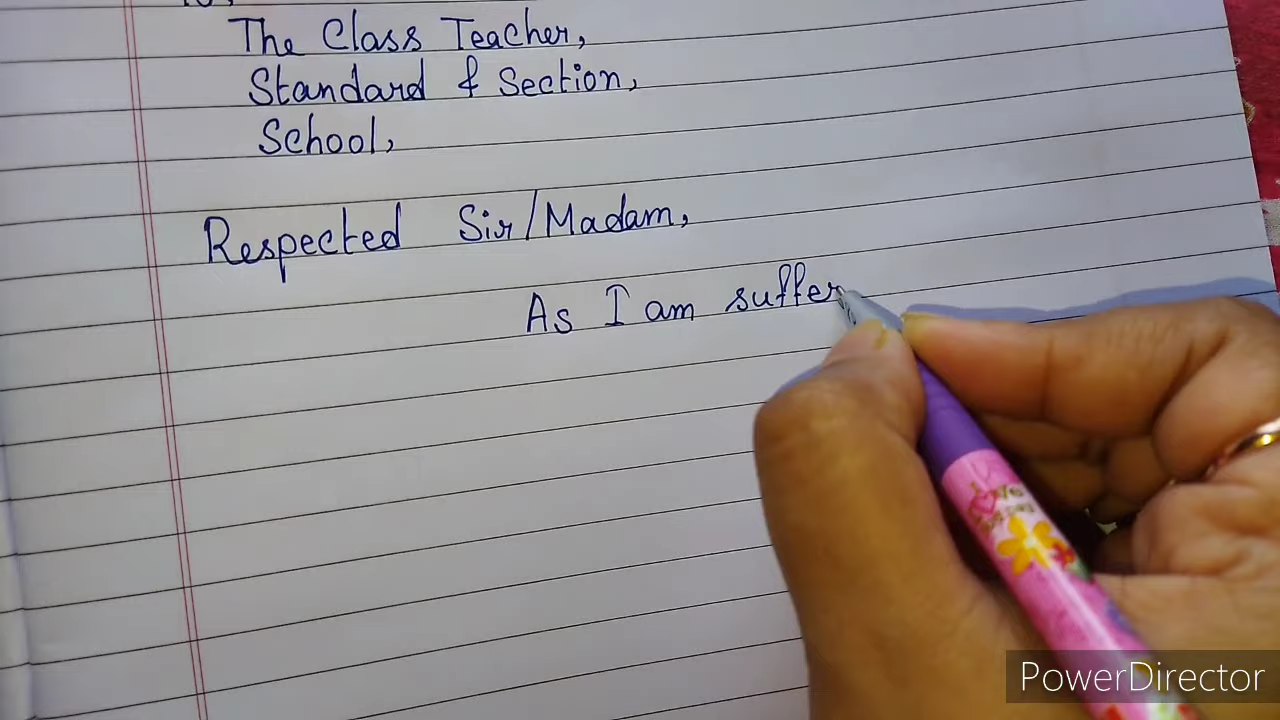 The Class Teacher,
Standard & Section,
School,
Respected Sir/Madam,
As I am suffer
PowerDirector